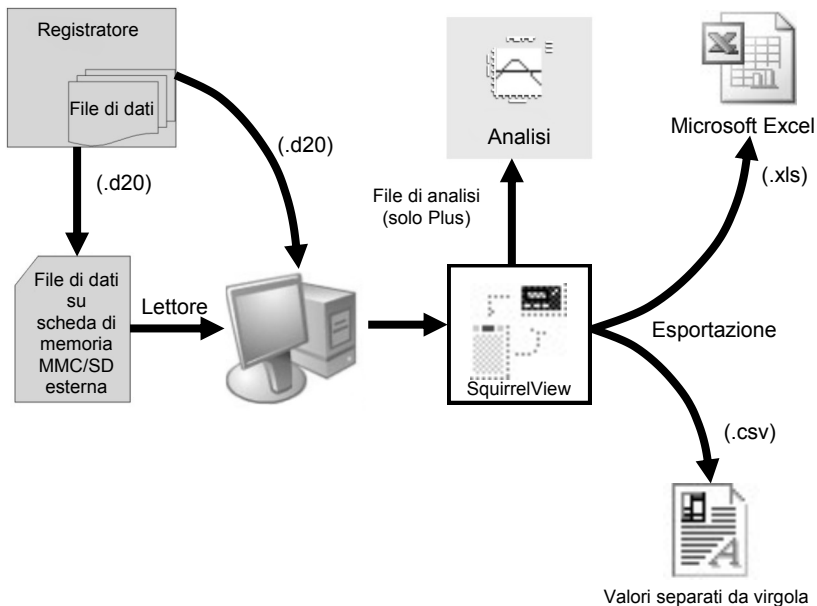 Registratore
File di dati
(.d20)
(.d20)
File di dati
su
scheda di
memoria
MMC/SD
esterna
Lettore
Analisi
File di analisi
(solo Plus)
SquirrelView
Microsoft Excel
(.xls)
Esportazione
(.csv)
Valori separati da virgola